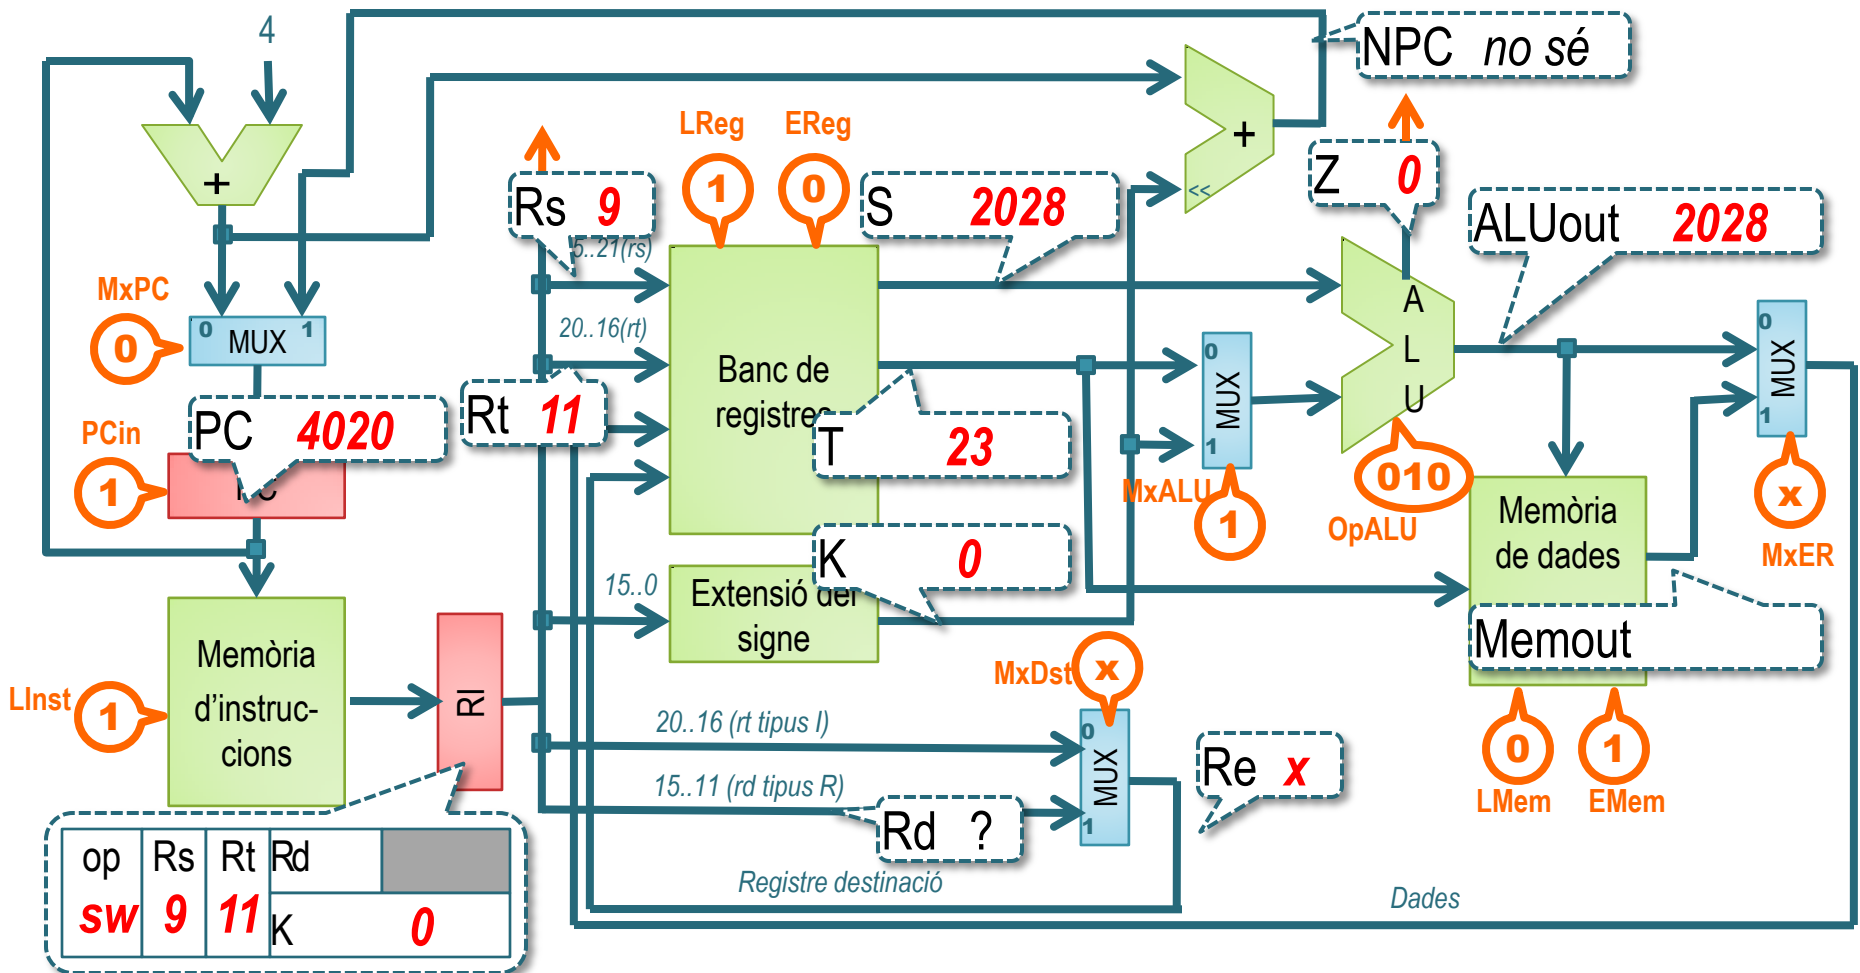 4
NPC no sé
LReg
EReg
+
1
0
+
<<
Z 0
Rs 9
S 2028
ALUout 2028
5..21(rs)
MxPC
0
0 MUX 1
20..16(rt)
Banc de
registres
0
MUX
1
A
L
U
0
MUX
1
PCin
1
PC 4020
Rt 11
T 23
MxALU
1
010
OpALU
x
MxER
K 0
15..0
Extensió del
signe
Memòria
de dades
Memout
Memòria
d'instruc-
cions
LInst
1
RI
MxDst
x
20..16 (rt tipus I)
0
MUX
1
Re x
0
1
LMem
EMem
15..11 (rd tipus R)
Rd ?
op Rs Rt Rd
sw 9 11 K 0
Registre destinació
Dades